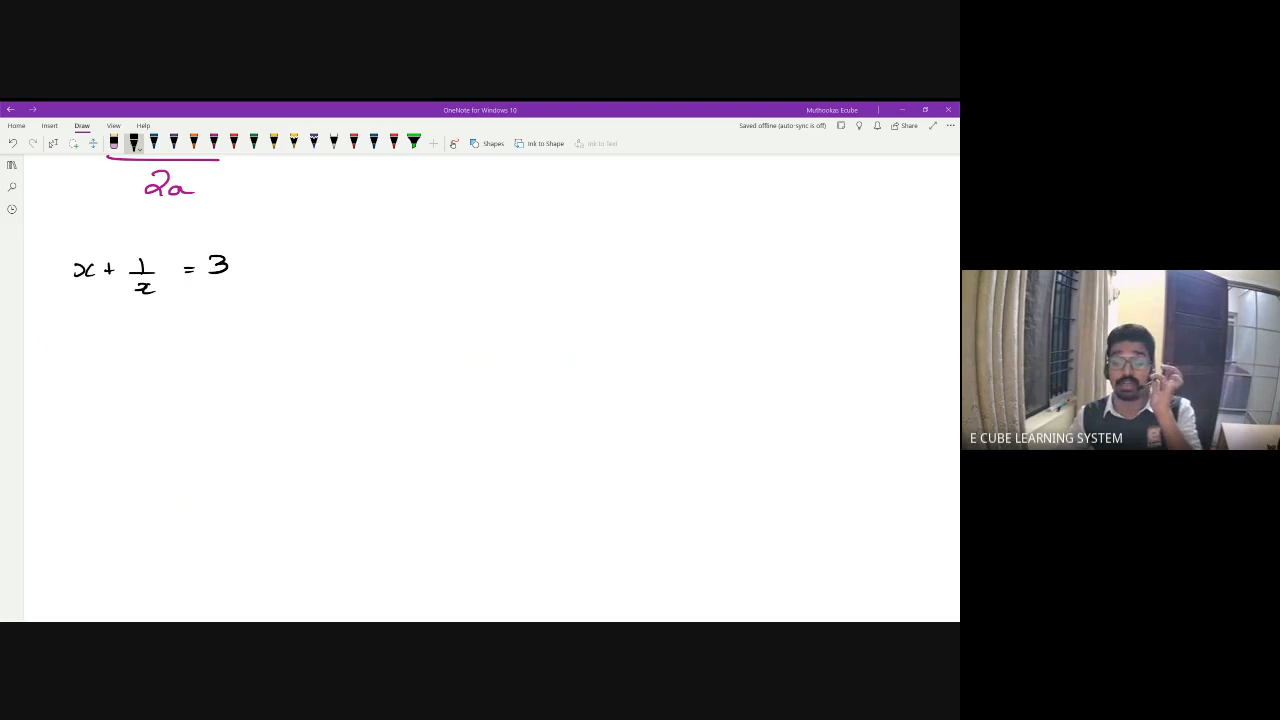 OneNote for Windows 10
Muthookas Ecube
Home Insert Draw View Help
Saved offline (auto-sync is off)
Share
Shapes
Ink to Shape
Ink to Text
2a
x + 1/x = 3
E CUBE LEARNING SYSTEM